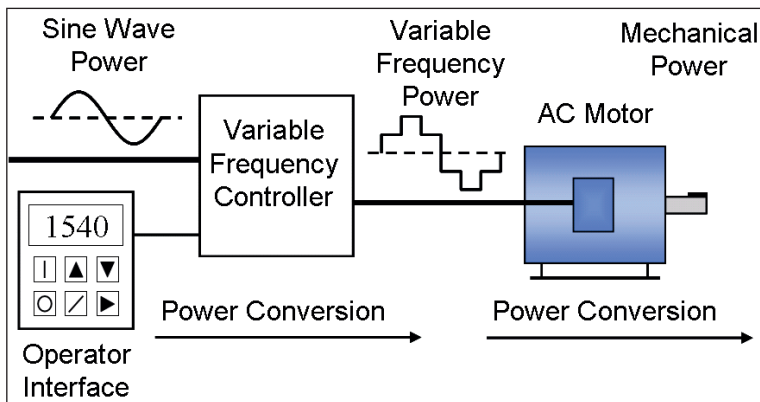 Sine Wave
Power
Variable
Frequency
Power
Mechanical
Power
AC Motor
Variable
Frequency
Controller
1540
Power Conversion
Power Conversion
Operator
Interface